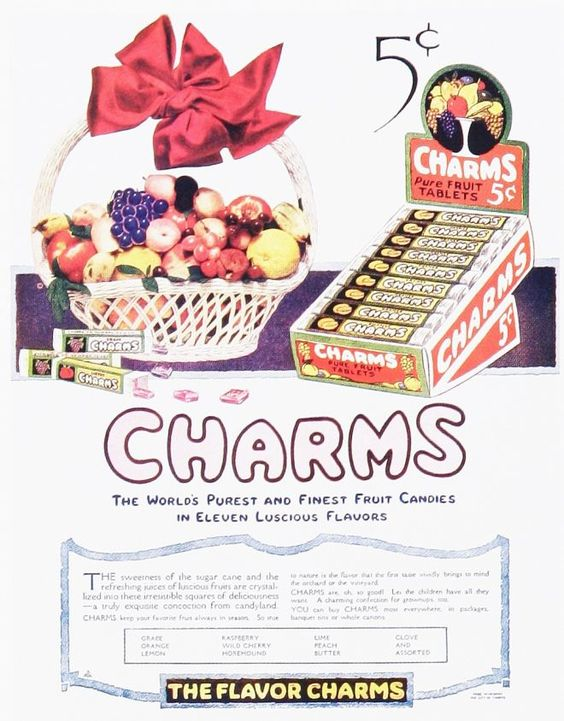 5¢
CHARMS
Pure FRUIT
TABLETS 5¢
CHARMS
CHARMS
CHARMS
CHARMS
CHARMS
CHARMS
CHARMS
CHARMS
CHARMS
PURE FRUIT
TABLETS
CHARMS
5¢
CHARMS
CHARMS
CHARMS
THE WORLD'S PUREST AND FINEST FRUIT CANDIES
IN ELEVEN LUSCIOUS FLAVORS
THE sweetness of the sugar cane and the
refreshing juices of luscious fruits are crystal-
lized into these irresistible squares of deliciousness
—a truly exquisite concoction from candyland.
CHARMS keep your favorite fruit always in season. So true
to nature is the flavor that the first taste vividly brings to mind
the orchard or the vineyard.
CHARMS are, oh, so good! Let the children have all they
want. A charming confection for grownups, too.
YOU can buy CHARMS most everywhere, in packages,
banquet tins or whole cartons.
GRAPE RASPBERRY LIME CLOVE
ORANGE WILD CHERRY PEACH AND
LEMON HOREHOUND BUTTER ASSORTED
THE FLAVOR CHARMS